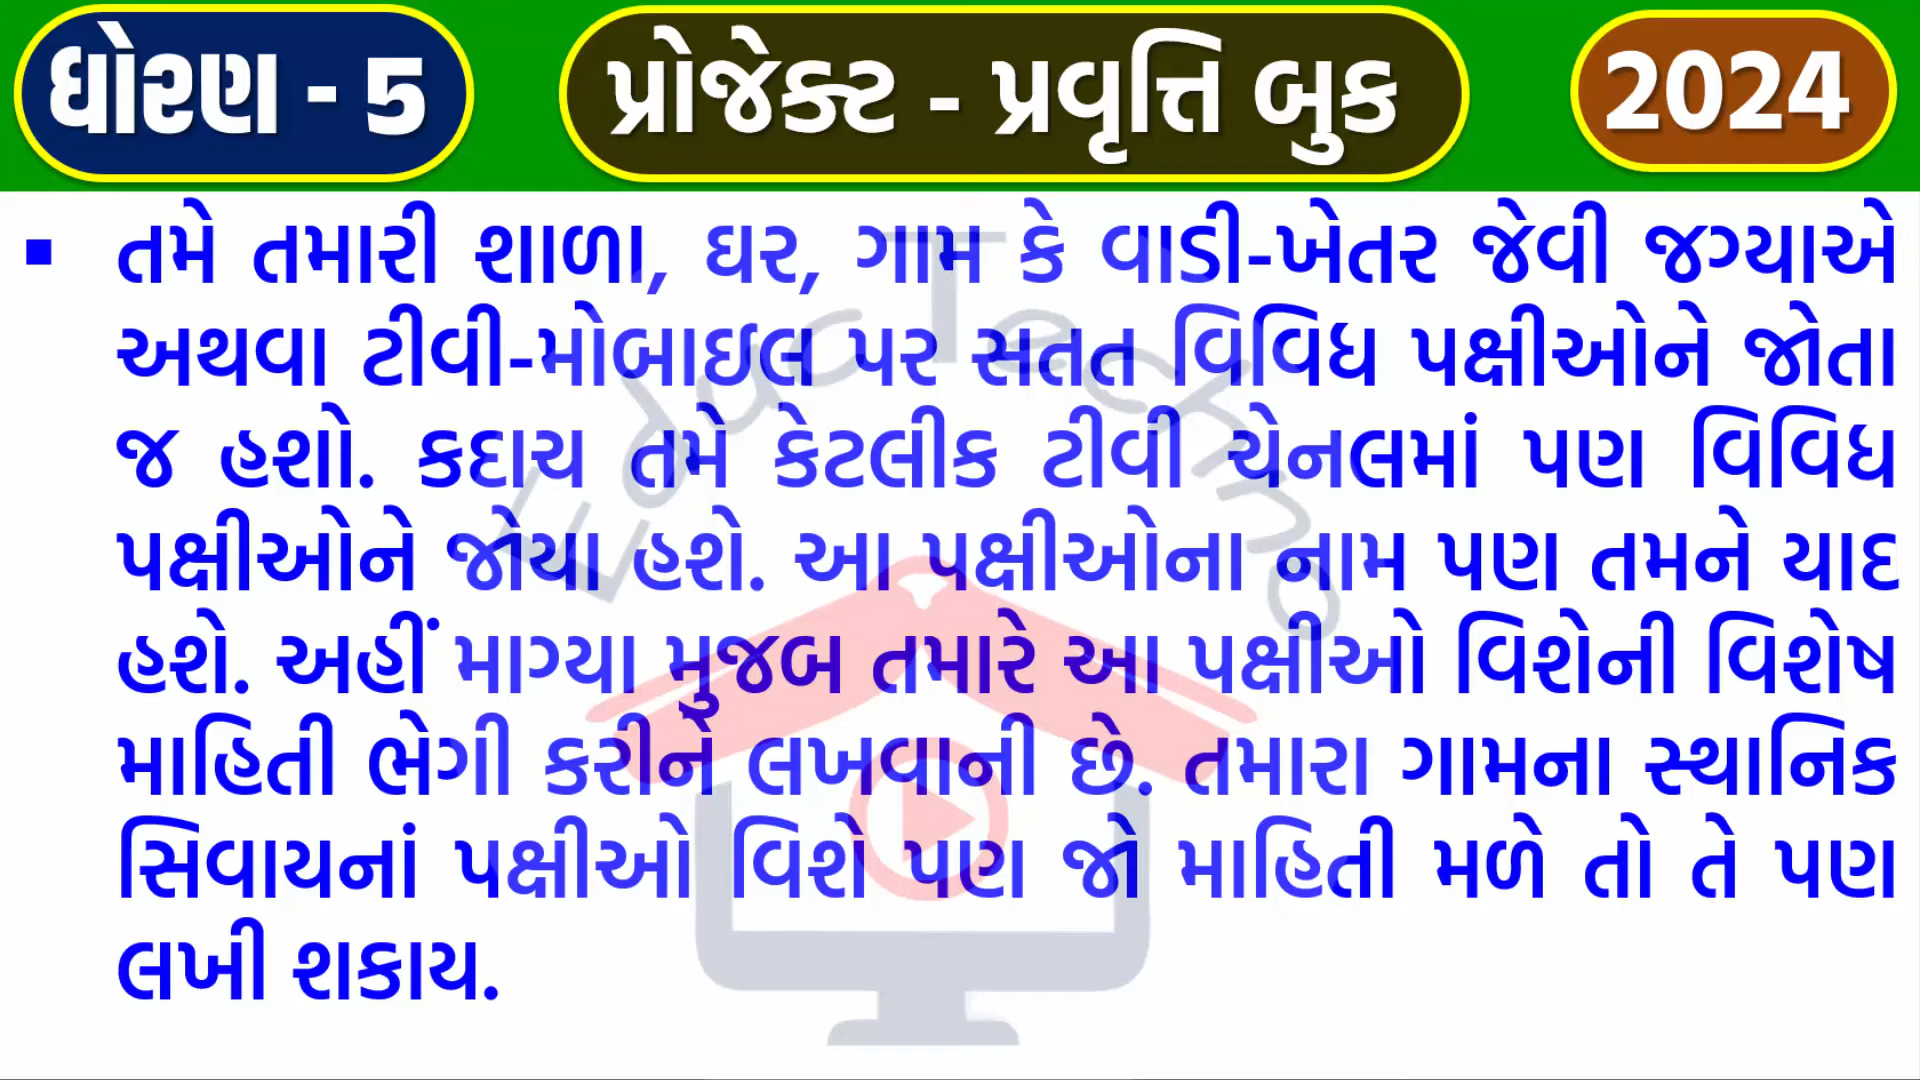 ધોરણ - 5
પ્રોજેક્ટ - પ્રવૃત્તિ બુક
2024
▪ તમે તમારી શાળા, ઘર, ગામ કે વાડી-ખેતર જેવી જગ્યાએ
અથવા ટીવી-મોબાઇલ પર સતત વિવિધ પક્ષીઓને જોતા
જ હશો. કદાચ તમે કેટલીક ટીવી ચેનલમાં પણ વિવિધ
પક્ષીઓને જોયા હશે. આ પક્ષીઓના નામ પણ તમને યાદ
હશે. અહીં માગ્યા મુજબ તમારે આ પક્ષીઓ વિશેની વિશેષ
માહિતી ભેગી કરીને લખવાની છે. તમારા ગામના સ્થાનિક
સિવાયનાં પક્ષીઓ વિશે પણ જો માહિતી મળે તો તે પણ
લખી શકાય.
EducTechno